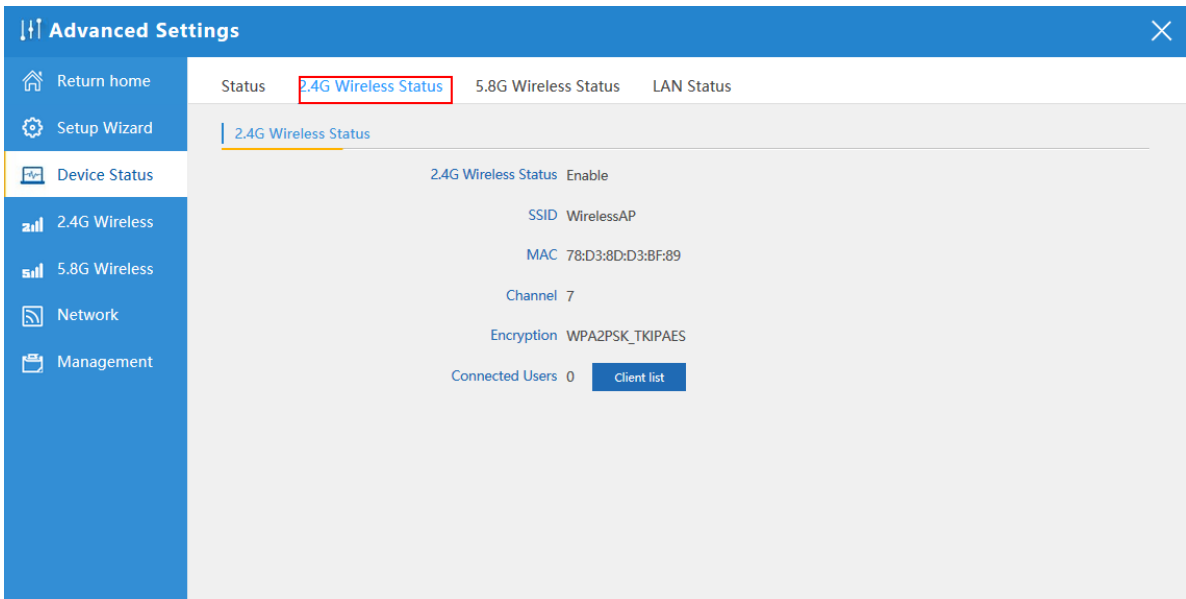 Advanced Settings
Return home
Setup Wizard
Device Status
2.4G Wireless
5.8G Wireless
Network
Management
Status 2.4G Wireless Status 5.8G Wireless Status LAN Status
2.4G Wireless Status
2.4G Wireless Status Enable
SSID WirelessAP
MAC 78:D3:8D:D3:BF:89
Channel 7
Encryption WPA2PSK_TKIPAES
Connected Users 0 Client list